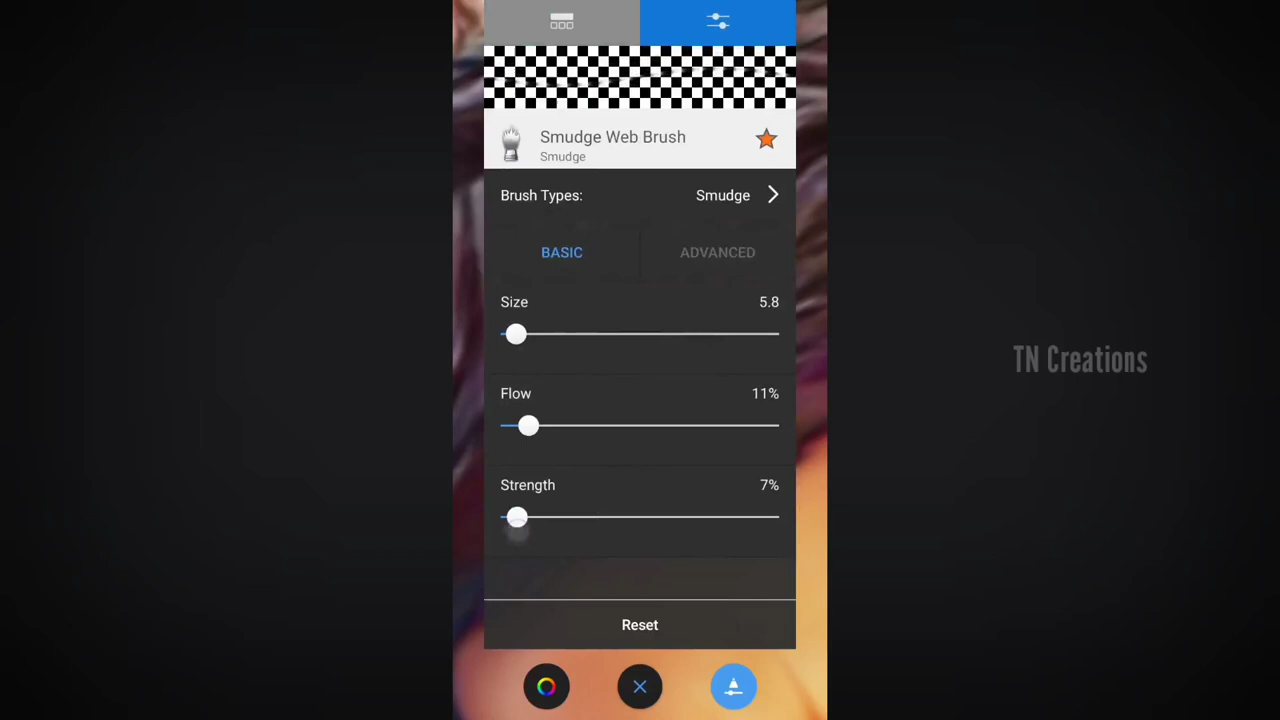 Smudge Web Brush
Smudge
Brush Types: Smudge
BASIC ADVANCED
Size 5.8
Flow 11%
Strength 7%
Reset
TN Creations